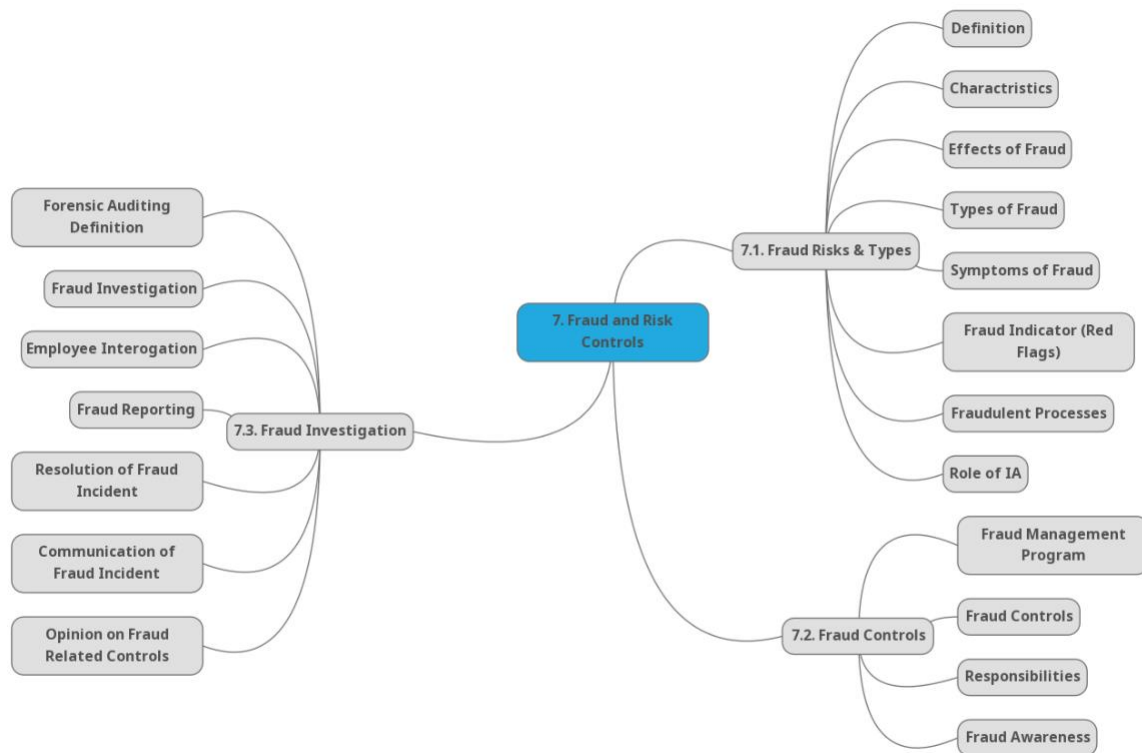 7. Fraud and Risk
Controls
7.1. Fraud Risks & Types
Definition
Charactristics
Effects of Fraud
Types of Fraud
Symptoms of Fraud
Fraud Indicator (Red
Flags)
Fraudulent Processes
Role of IA
7.2. Fraud Controls
Fraud Management
Program
Fraud Controls
Responsibilities
Fraud Awareness
7.3. Fraud Investigation
Forensic Auditing
Definition
Fraud Investigation
Employee Interogation
Fraud Reporting
Resolution of Fraud
Incident
Communication of
Fraud Incident
Opinion on Fraud
Related Controls